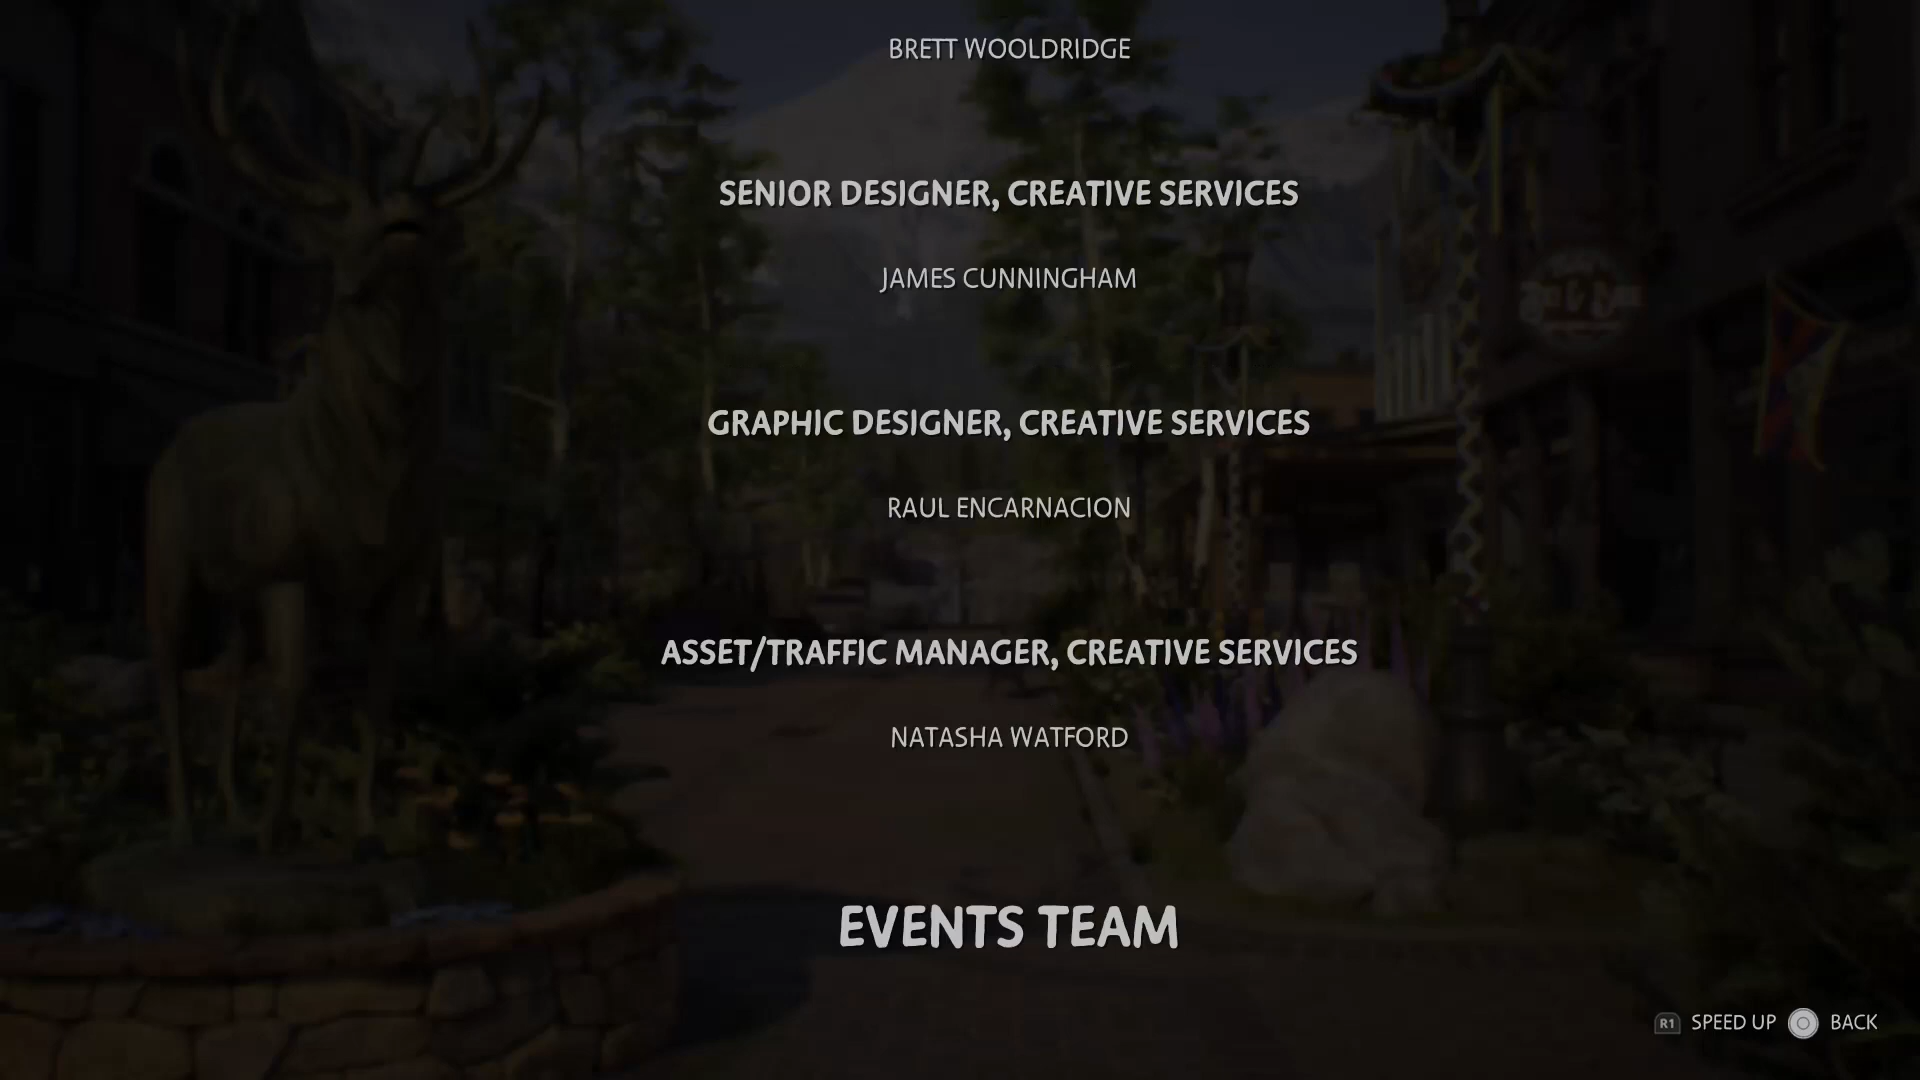 BRETT WOOLDRIDGE
SENIOR DESIGNER, CREATIVE SERVICES
JAMES CUNNINGHAM
GRAPHIC DESIGNER, CREATIVE SERVICES
RAUL ENCARNACION
ASSET/TRAFFIC MANAGER, CREATIVE SERVICES
NATASHA WATFORD
EVENTS TEAM
R1 SPEED UP BACK